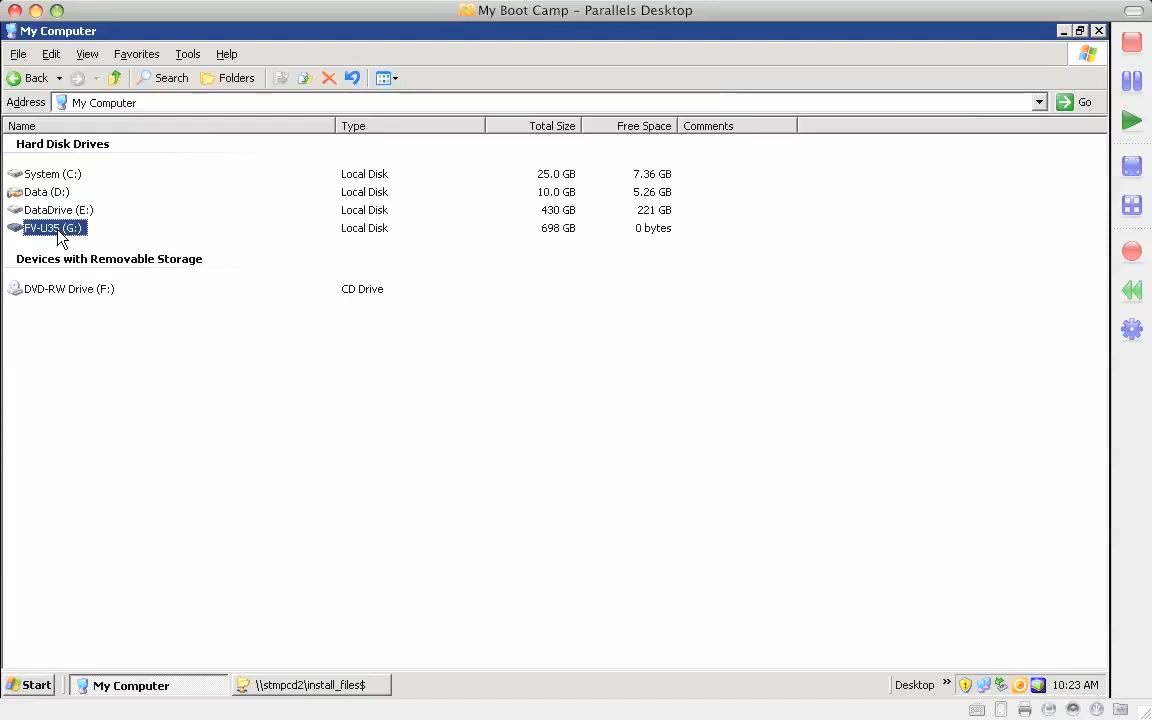 My Boot Camp - Parallels Desktop
My Computer
File Edit View Favorites Tools Help
Back Search Folders
Address My Computer Go
Name Type Total Size Free Space Comments
Hard Disk Drives
System (C:) Local Disk 25.0 GB 7.36 GB
Data (D:) Local Disk 10.0 GB 5.26 GB
DataDrive (E:) Local Disk 430 GB 221 GB
FV-U35 (G:) Local Disk 698 GB 0 bytes
Devices with Removable Storage
DVD-RW Drive (F:) CD Drive
Start My Computer \\stmpcd2\install_files$ Desktop » 10:23 AM